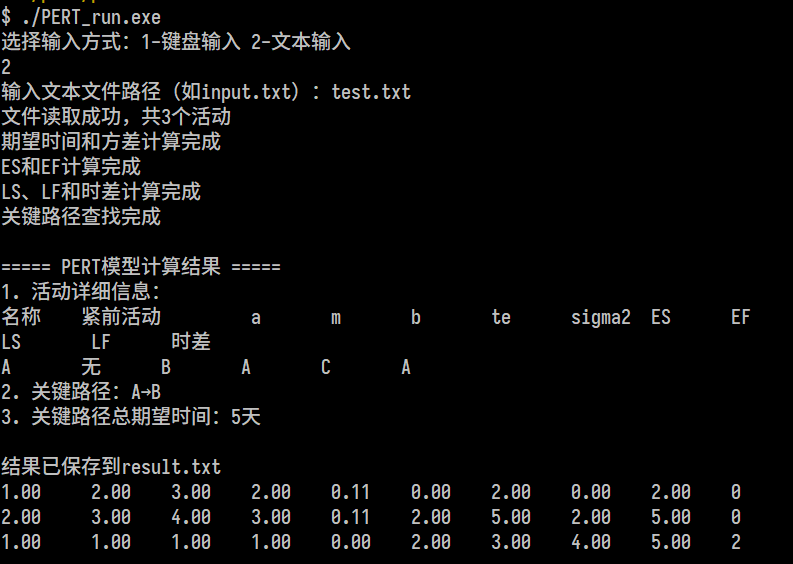 $ ./PERT_run.exe
选择输入方式：1-键盘输入 2-文本输入
2
输入文本文件路径（如input.txt）：test.txt
文件读取成功，共3个活动
期望时间和方差计算完成
ES和EF计算完成
LS、LF和时差计算完成
关键路径查找完成
===== PERT模型计算结果 =====
1. 活动详细信息：
名称 紧前活动 a m b te sigma2 ES EF
LS LF 时差
A 无 B A C A
2. 关键路径：A→B
3. 关键路径总期望时间：5天
结果已保存到result.txt
1.00 2.00 3.00 2.00 0.11 0.00 2.00 0.00 2.00 0
2.00 3.00 4.00 3.00 0.11 2.00 5.00 2.00 5.00 0
1.00 1.00 1.00 1.00 0.00 2.00 3.00 4.00 5.00 2